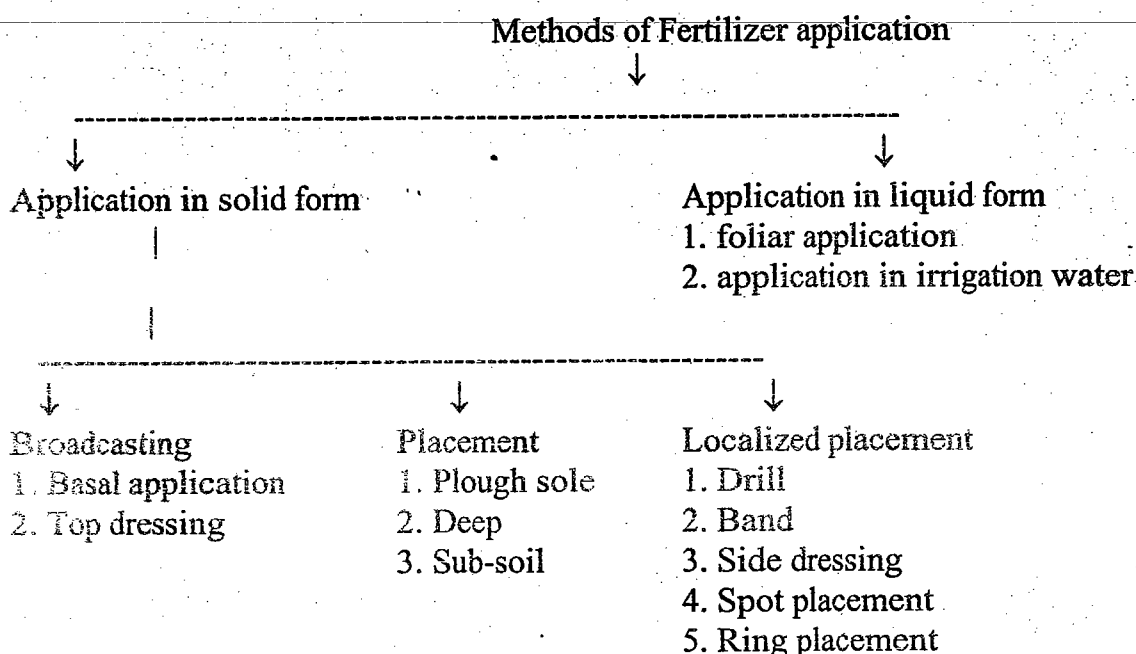 Methods of Fertilizer application
Application in solid form
Application in liquid form
1. foliar application
2. application in irrigation water
Broadcasting
1. Basal application
2. Top dressing
Placement
1. Plough sole
2. Deep
3. Sub-soil
Localized placement
1. Drill
2. Band
3. Side dressing
4. Spot placement
5. Ring placement